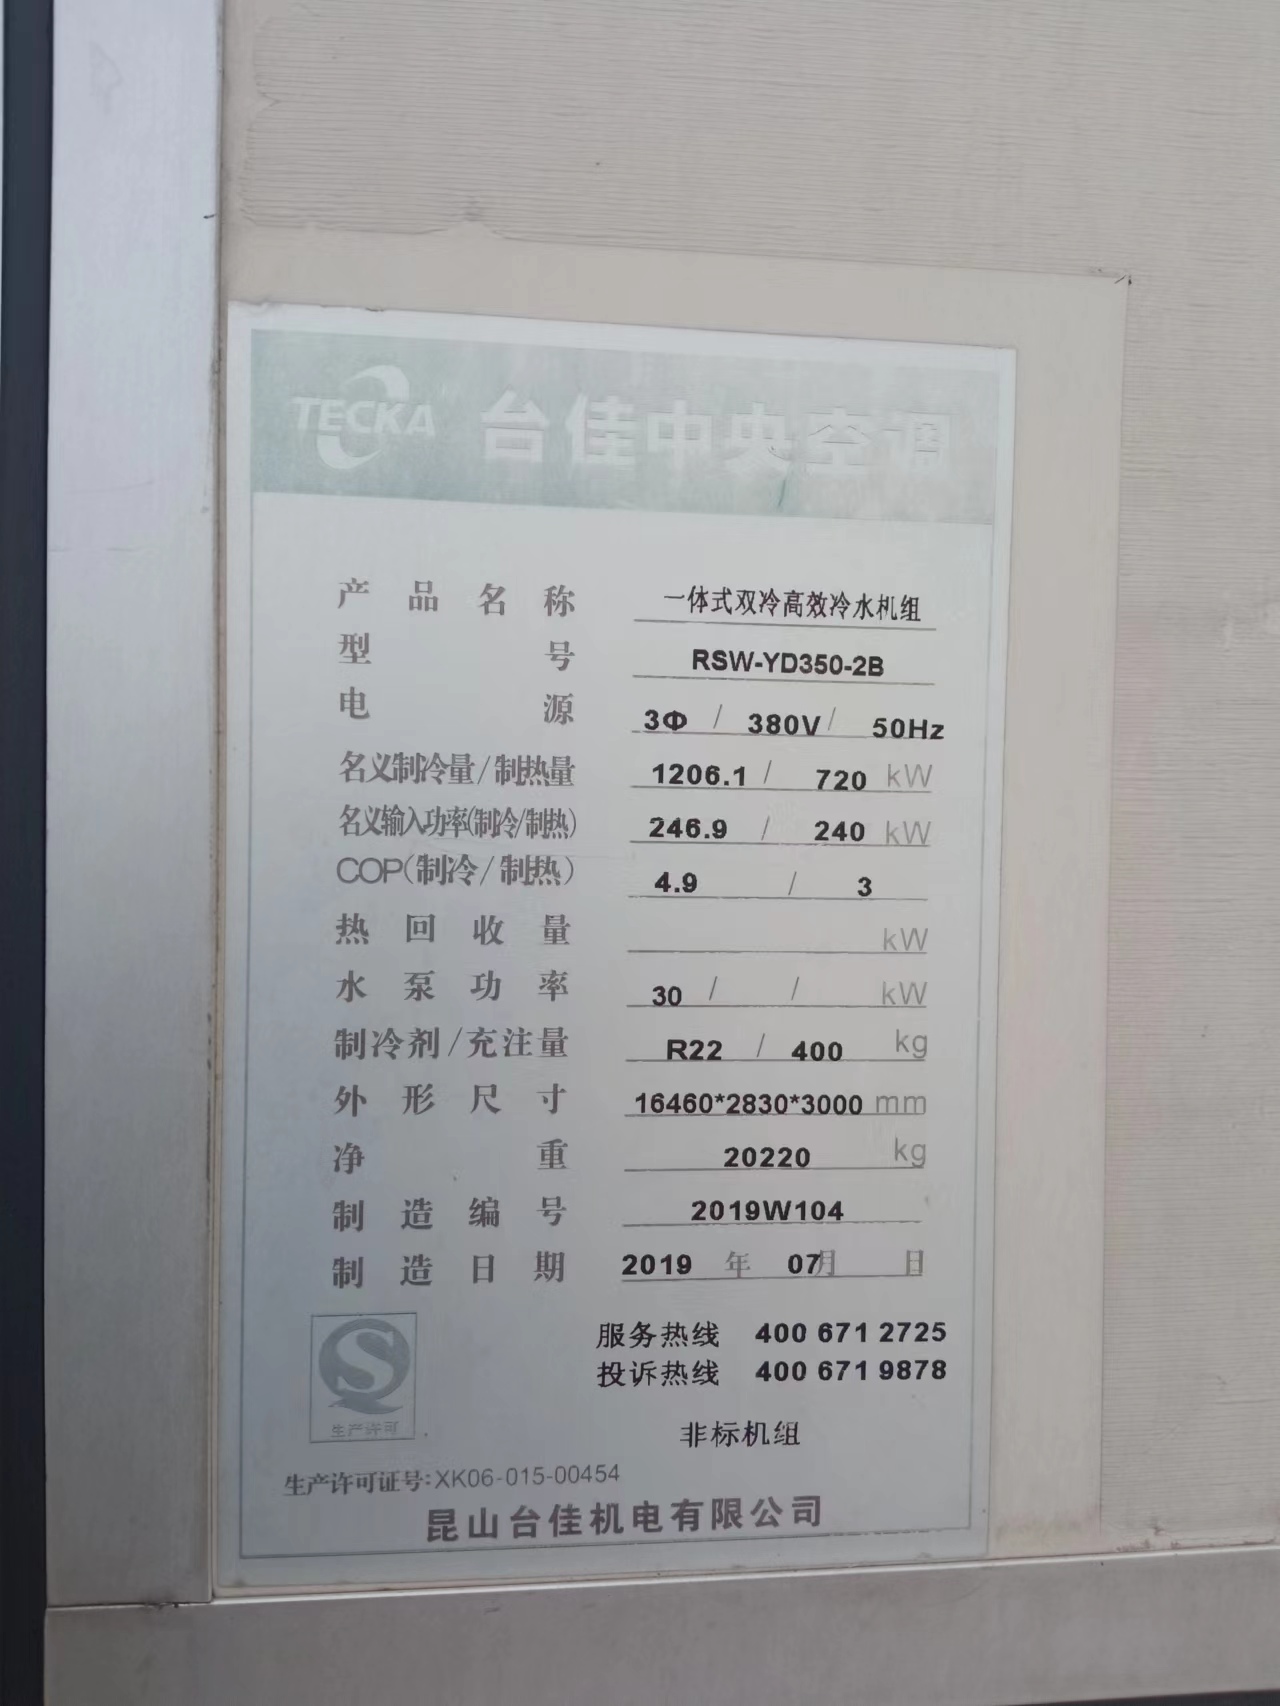 TECKA 台佳中央空调
产品名称 一体式双冷高效冷水机组
型号 RSW-YD350-2B
电源 3Φ / 380V / 50Hz
名义制冷量/制热量 1206.1 / 720 kW
名义输入功率(制冷/制热) 246.9 / 240 kW
COP(制冷/制热) 4.9 / 3
热回收量 kW
水泵功率 30 / / kW
制冷剂/充注量 R22 / 400 kg
外形尺寸 16460*2830*3000 mm
净重 20220 kg
制造编号 2019W104
制造日期 2019 年 07月 日
服务热线 400 671 2725
投诉热线 400 671 9878
生产许可
非标机组
生产许可证号:XK06-015-00454
昆山台佳机电有限公司